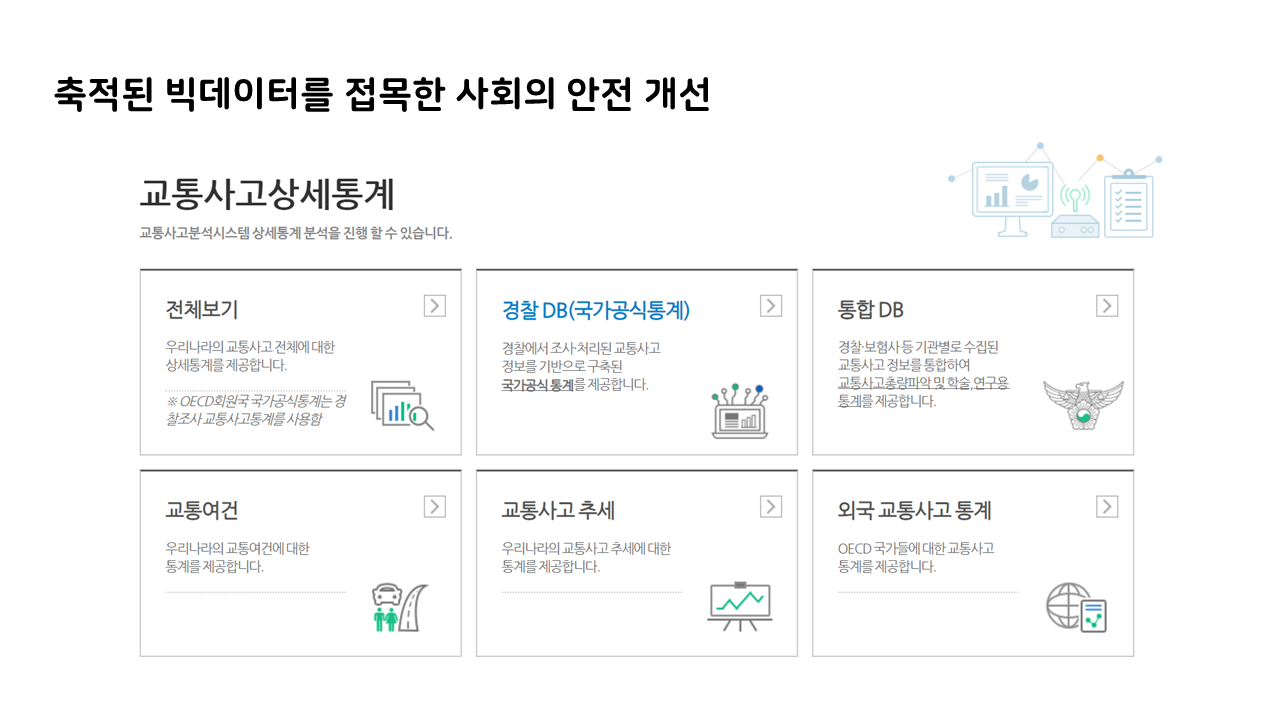 축적된 빅데이터를 접목한 사회의 안전 개선
교통사고상세통계
교통사고분석시스템 상세통계 분석을 진행 할 수 있습니다.
전체보기
우리나라의 교통사고 전체에 대한
상세통계를 제공합니다.
※ OECD회원국 국가공식통계는 경
찰조사 교통사고통계를 사용함
경찰 DB(국가공식통계)
경찰에서 조사·처리된 교통사고
정보를 기반으로 구축된
국가공식 통계를 제공합니다.
통합 DB
경찰·보험사 등 기관별로 수집된
교통사고 정보를 통합하여
교통사고총량파악 및 학술,연구용
통계를 제공합니다.
교통여건
우리나라의 교통여건에 대한
통계를 제공합니다.
교통사고 추세
우리나라의 교통사고 추세에 대한
통계를 제공합니다.
외국 교통사고 통계
OECD 국가들에 대한 교통사고
통계를 제공합니다.